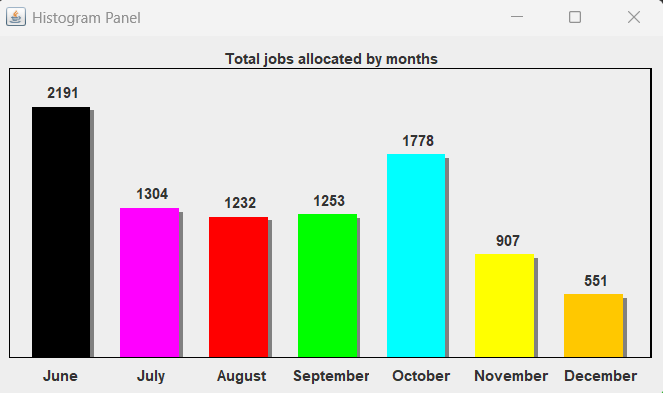 Histogram Panel
Total jobs allocated by months
2191
1304
1232
1253
1778
907
551
June July August September October November December